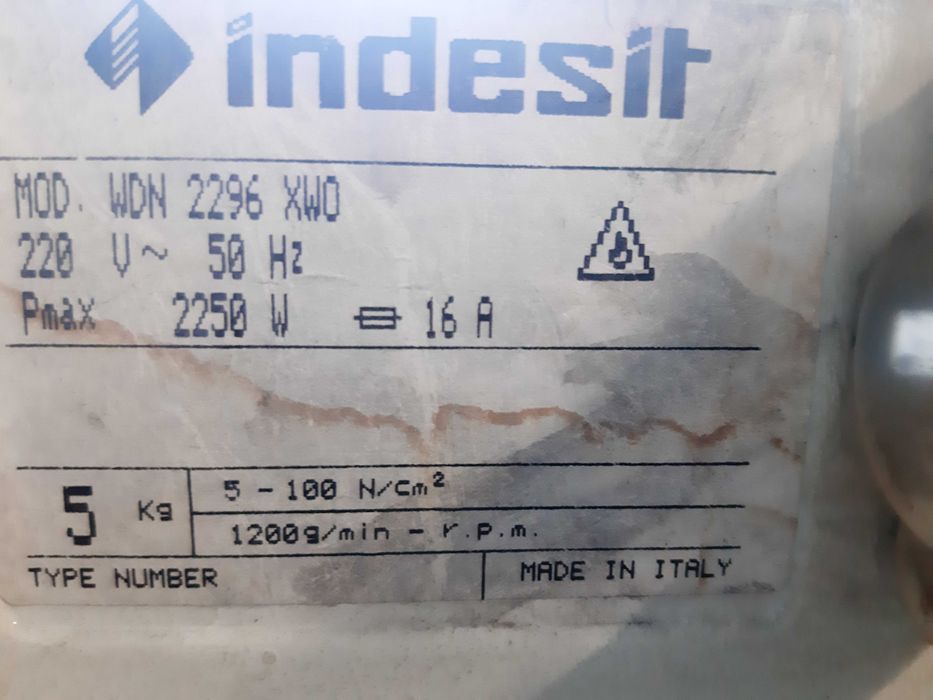 indesit
MOD. WDN 2296 XWO
220 V ~ 50 Hz
Pmax 2250 W 16 A
5 Kg
5 - 100 N/cm²
1200g/min - r.p.m.
TYPE NUMBER
MADE IN ITALY